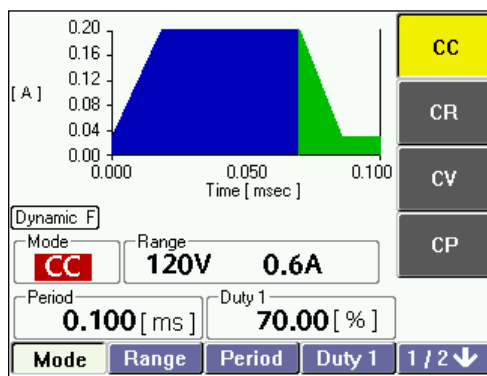 0.20
0.16
0.12
[ A ]
0.08
0.04
0.00
0.000 0.050 0.100
Time [ msec ]
CC
CR
CV
CP
Dynamic F
Mode
CC
Range
120V 0.6A
Period
0.100 [ ms ]
Duty 1
70.00 [ % ]
Mode Range Period Duty 1 1 / 2